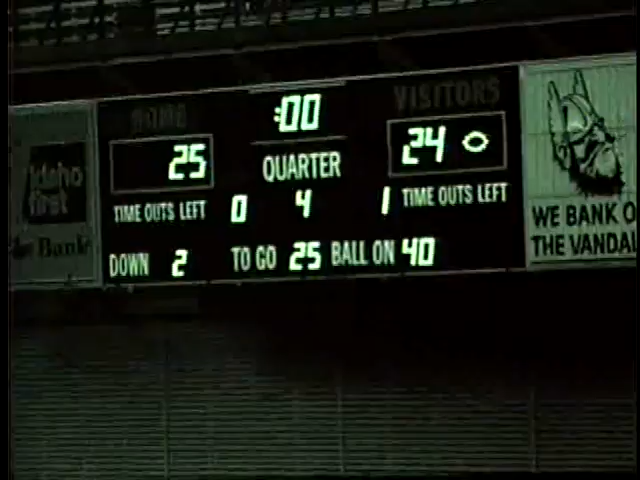 HOME :00 VISITORS
25 24
QUARTER
TIME OUTS LEFT 0 4 1 TIME OUTS LEFT
DOWN 2 TO GO 25 BALL ON 40
Idaho
first
Bank
WE BANK O
THE VANDAL